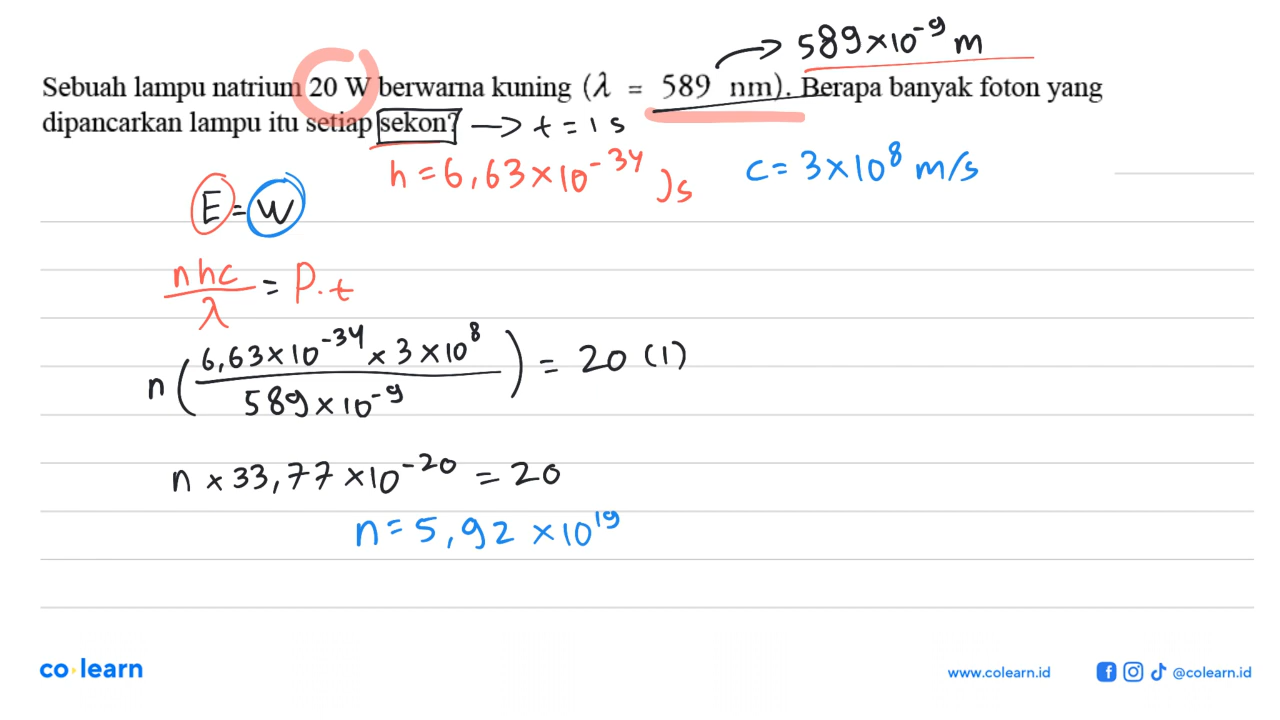 589×10⁻⁹ m
Sebuah lampu natrium 20 W berwarna kuning (λ = 589 nm). Berapa banyak foton yang
dipancarkan lampu itu setiap sekon? → t = 1 s
h = 6,63×10⁻³⁴ Js c = 3×10⁸ m/s
E = W
nhc/λ = P.t
n(6,63×10⁻³⁴ × 3×10⁸ / 589×10⁻⁹) = 20 (1)
n × 33,77×10⁻²⁰ = 20
n = 5,92 × 10¹⁹
co learn www.colearn.id @colearn.id